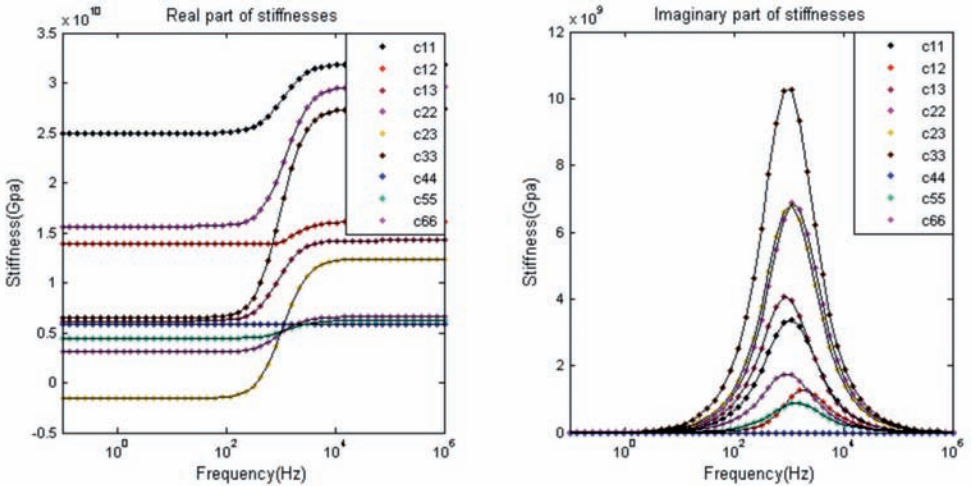 Real part of stiffnesses
x 10^10
3.5
3
2.5
2
1.5
1
0.5
0
-0.5
Stiffness(Gpa)
10^0
10^2
10^4
10^6
Frequency(Hz)
c11
c12
c13
c22
c23
c33
c44
c55
c66
Imaginary part of stiffnesses
x 10^9
12
10
8
6
4
2
0
Stiffness(Gpa)
10^0
10^2
10^4
10^6
Frequency(Hz)
c11
c12
c13
c22
c23
c33
c44
c55
c66